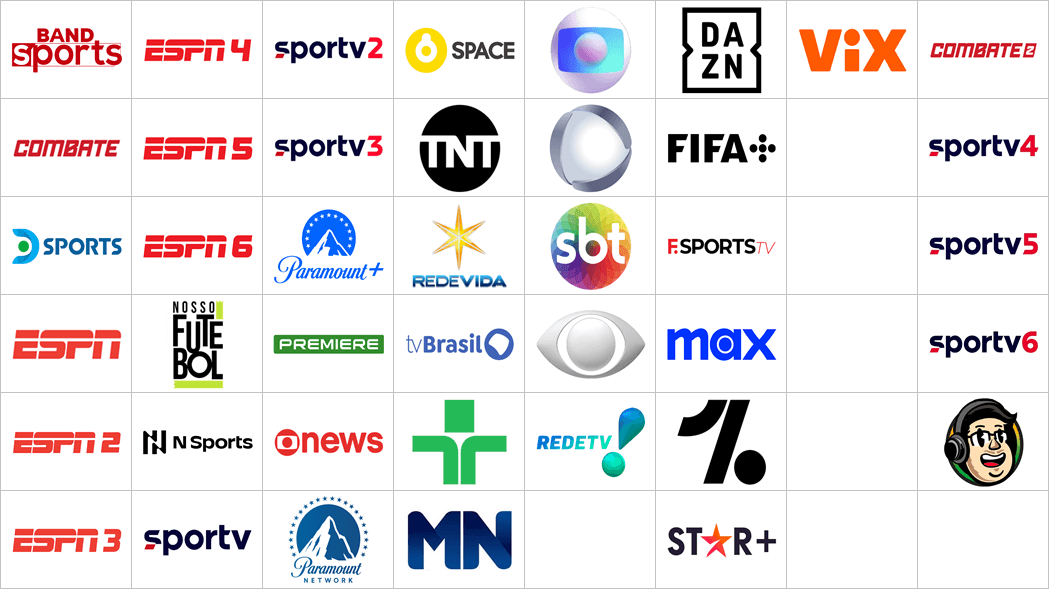 BAND
sports
ESPN 4
sportv2
SPACE
DA
ZN
ViX
COMBATE 2
COMBATE
ESPN 5
sportv3
TNT
FIFA+
sportv4
D SPORTS
ESPN 6
Paramount+
REDEVIDA
sbt
F.SPORTSTV
sportv5
ESPN
NOSSO
FUTE
BOL
PREMIERE
tvBrasil
max
sportv6
ESPN 2
N Sports
news
REDETV!
ESPN 3
sportv
Paramount
NETWORK
MN
STAR+